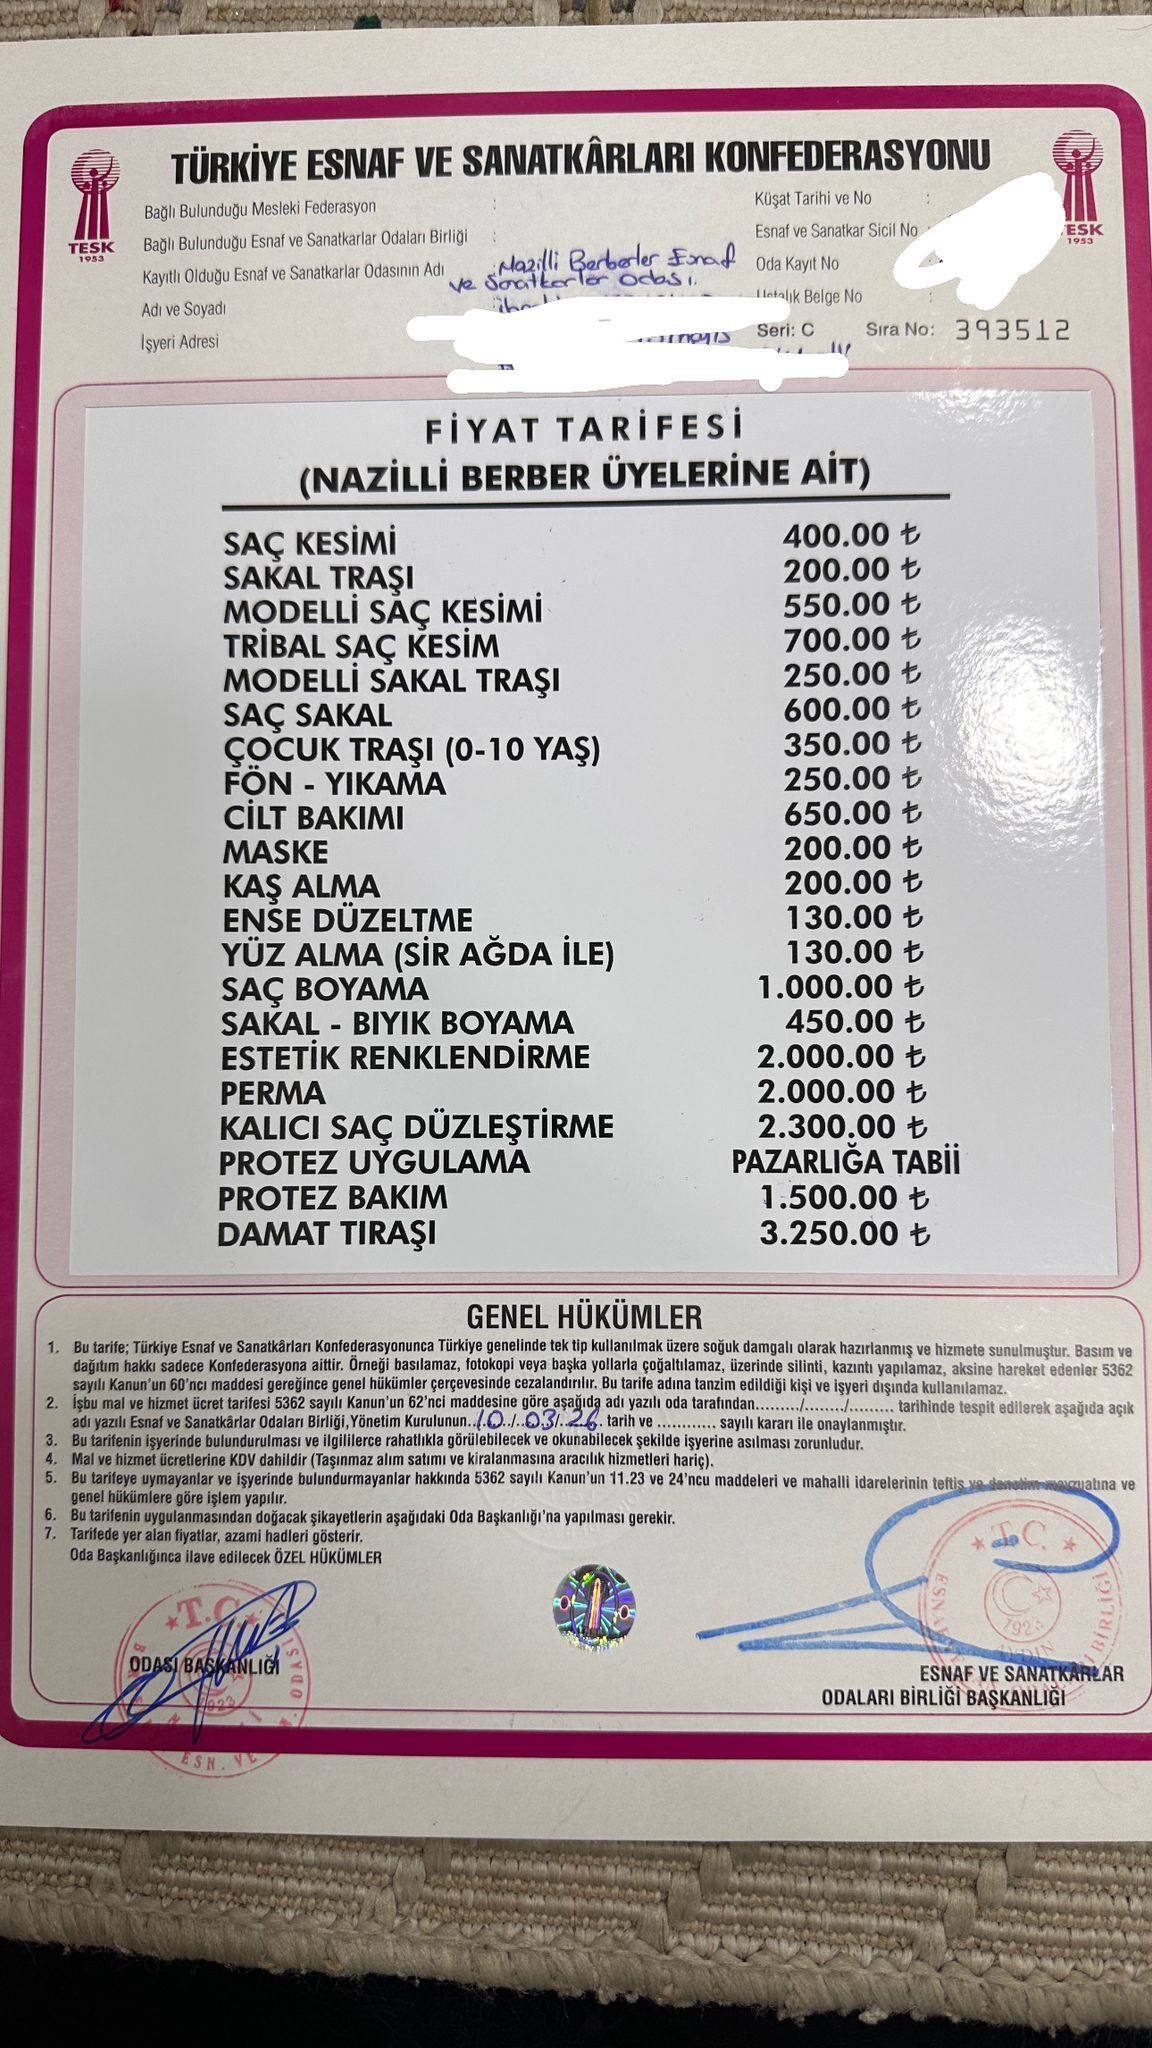 TÜRKİYE ESNAF VE SANATKÂRLARI KONFEDERASYONU
TESK
1953
TESK
1953
Bağlı Bulunduğu Mesleki Federasyon :
Bağlı Bulunduğu Esnaf ve Sanatkarlar Odaları Birliği :
Kayıtlı Olduğu Esnaf ve Sanatkarlar Odasının Adı : Nazilli Berberler Esnaf
ve Sanatkarlar Odası.
Adı ve Soyadı
İşyeri Adresi
Küşat Tarihi ve No :
Esnaf ve Sanatkar Sicil No
Oda Kayıt No
Ustalık Belge No :
Seri: C Sıra No: 393512
FİYAT TARİFESİ
(NAZİLLİ BERBER ÜYELERİNE AİT)
SAÇ KESİMİ 400.00 ₺
SAKAL TRAŞI 200.00 ₺
MODELLİ SAÇ KESİMİ 550.00 ₺
TRİBAL SAÇ KESİM 700.00 ₺
MODELLİ SAKAL TRAŞI 250.00 ₺
SAÇ SAKAL 600.00 ₺
ÇOCUK TRAŞI (0-10 YAŞ) 350.00 ₺
FÖN - YIKAMA 250.00 ₺
CİLT BAKIMI 650.00 ₺
MASKE 200.00 ₺
KAŞ ALMA 200.00 ₺
ENSE DÜZELTME 130.00 ₺
YÜZ ALMA (SİR AĞDA İLE) 130.00 ₺
SAÇ BOYAMA 1.000.00 ₺
SAKAL - BIYIK BOYAMA 450.00 ₺
ESTETİK RENKLENDİRME 2.000.00 ₺
PERMA 2.000.00 ₺
KALICI SAÇ DÜZLEŞTİRME 2.300.00 ₺
PROTEZ UYGULAMA PAZARLIĞA TABİİ
PROTEZ BAKIM 1.500.00 ₺
DAMAT TIRAŞI 3.250.00 ₺
GENEL HÜKÜMLER
1. Bu tarife; Türkiye Esnaf ve Sanatkârları Konfederasyonunca Türkiye genelinde tek tip kullanılmak üzere soğuk damgalı olarak hazırlanmış ve hizmete sunulmuştur. Basım ve
dağıtım hakkı sadece Konfederasyona aittir. Örneği basılamaz, fotokopi veya başka yollarla çoğaltılamaz, üzerinde silinti, kazıntı yapılamaz, aksine hareket edenler 5362
sayılı Kanun'un 60'ncı maddesi gereğince genel hükümler çerçevesinde cezalandırılır. Bu tarife adına tanzim edildiği kişi ve işyeri dışında kullanılamaz.
2. İşbu mal ve hizmet ücret tarifesi 5362 sayılı Kanun'un 62'nci maddesine göre aşağıda adı yazılı oda tarafından......../......./......... tarihinde tespit edilerek aşağıda açık
adı yazılı Esnaf ve Sanatkârlar Odaları Birliği,Yönetim Kurulunun..10../..03/..26. tarih ve ............ sayılı kararı ile onaylanmıştır.
3. Bu tarifenin işyerinde bulundurulması ve ilgililerce rahatlıkla görülebilecek ve okunabilecek şekilde işyerine asılması zorunludur.
4. Mal ve hizmet ücretlerine KDV dahildir (Taşınmaz alım satımı ve kiralanmasına aracılık hizmetleri hariç).
5. Bu tarifeye uymayanlar ve işyerinde bulundurmayanlar hakkında 5362 sayılı Kanun'un 11.23 ve 24'ncu maddeleri ve mahalli idarelerinin teftiş ve denetim mevzuatına ve
genel hükümlere göre işlem yapılır.
6. Bu tarifenin uygulanmasından doğacak şikayetlerin aşağıdaki Oda Başkanlığı'na yapılması gerekir.
7. Tarifede yer alan fiyatlar, azami hadleri gösterir.
Oda Başkanlığınca ilave edilecek ÖZEL HÜKÜMLER
T.C.
1923
ESN. VE
ODASI BAŞKANLIĞI
T.C.
1923
AYDIN
BİRLİĞİ
ESNAF VE SANATKÂRLAR
ODALARI BİRLİĞİ BAŞKANLIĞI